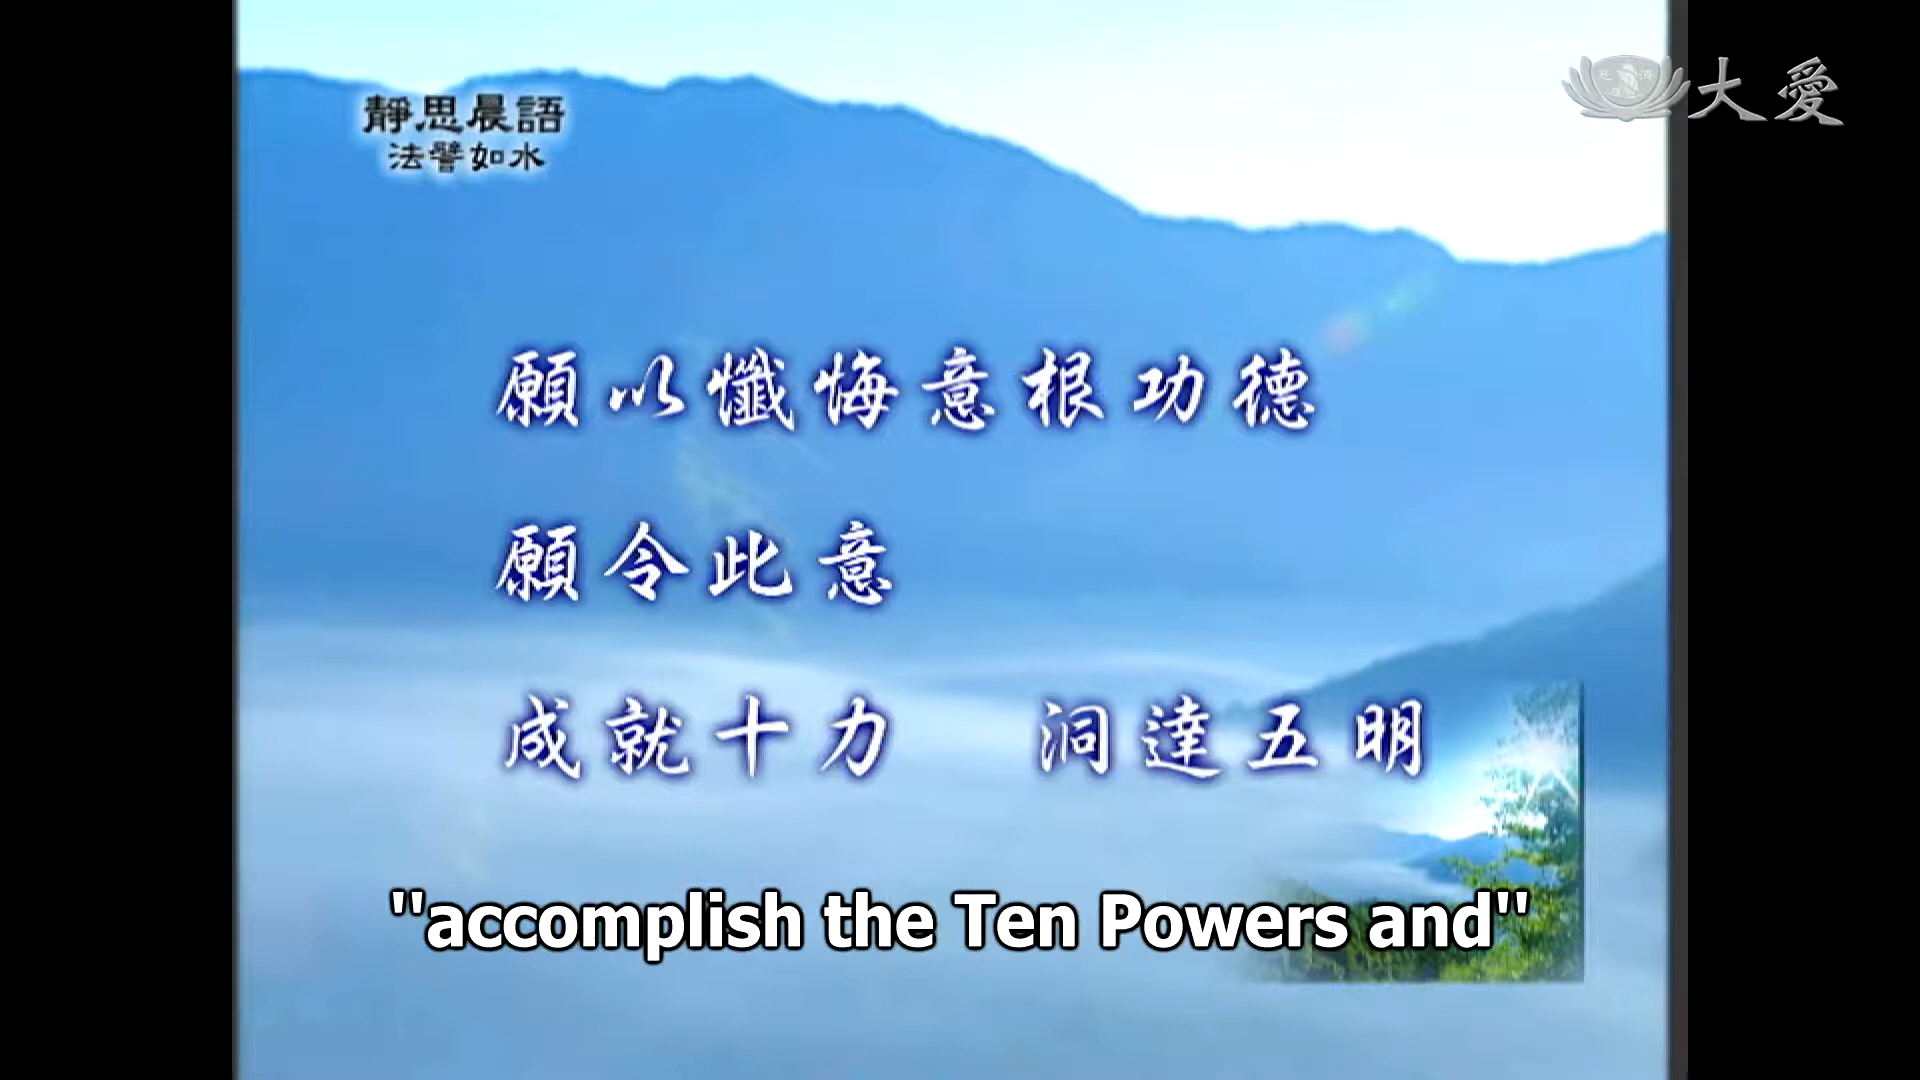 靜思晨語
法譬如水
大愛
願以懺悔意根功德
願令此意
成就十力 洞達五明
"accomplish the Ten Powers and"